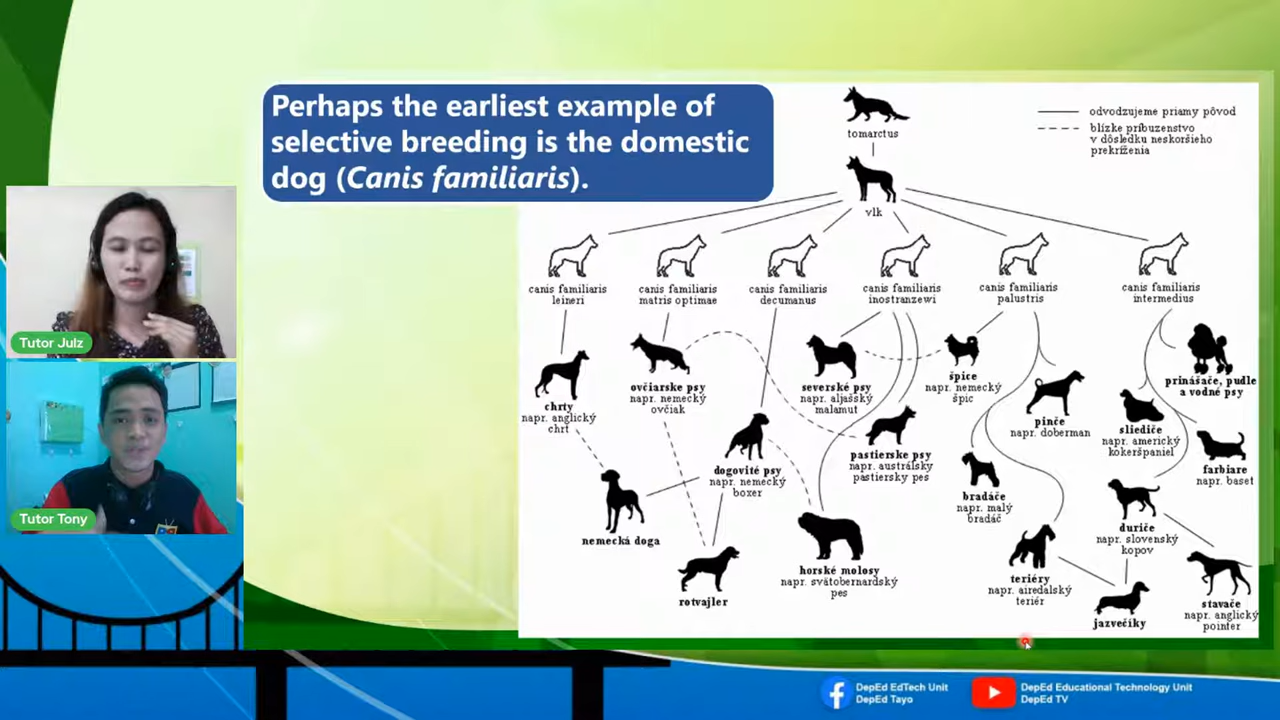 Perhaps the earliest example of
selective breeding is the domestic
dog (Canis familiaris).
Tutor Julz
Tutor Tony
tomarctus
vlk
odvodzujeme priamy pôvod
blízke príbuzenstvo
v dôsledku neskoršieho
prekríženia
canis familiaris
leineri
canis familiaris
matris optimae
canis familiaris
decumanus
canis familiaris
inostranzewi
canis familiaris
palustris
canis familiaris
intermedius
chrty
napr. anglický
chrt
ovčiarske psy
napr. nemecký
ovčiak
severské psy
napr. aljašský
malamut
špice
napr. nemecký
špic
pinče
napr. doberman
prinášače, pudle
a vodné psy
sliediče
napr. americký
kokeršpaniel
farbiare
napr. baset
dogovité psy
napr. nemecký
boxer
pastierske psy
napr. austrálsky
pastiersky pes
bradáče
napr. malý
bradáč
duriče
napr. slovenský
kopov
nemecká doga
rotvajler
horské molosy
napr. svätobernardský
pes
teriéry
napr. airedalský
teriér
jazvečíky
stavače
napr. anglický
pointer
DepEd EdTech Unit
DepEd Tayo
DepEd Educational Technology Unit
DepEd TV